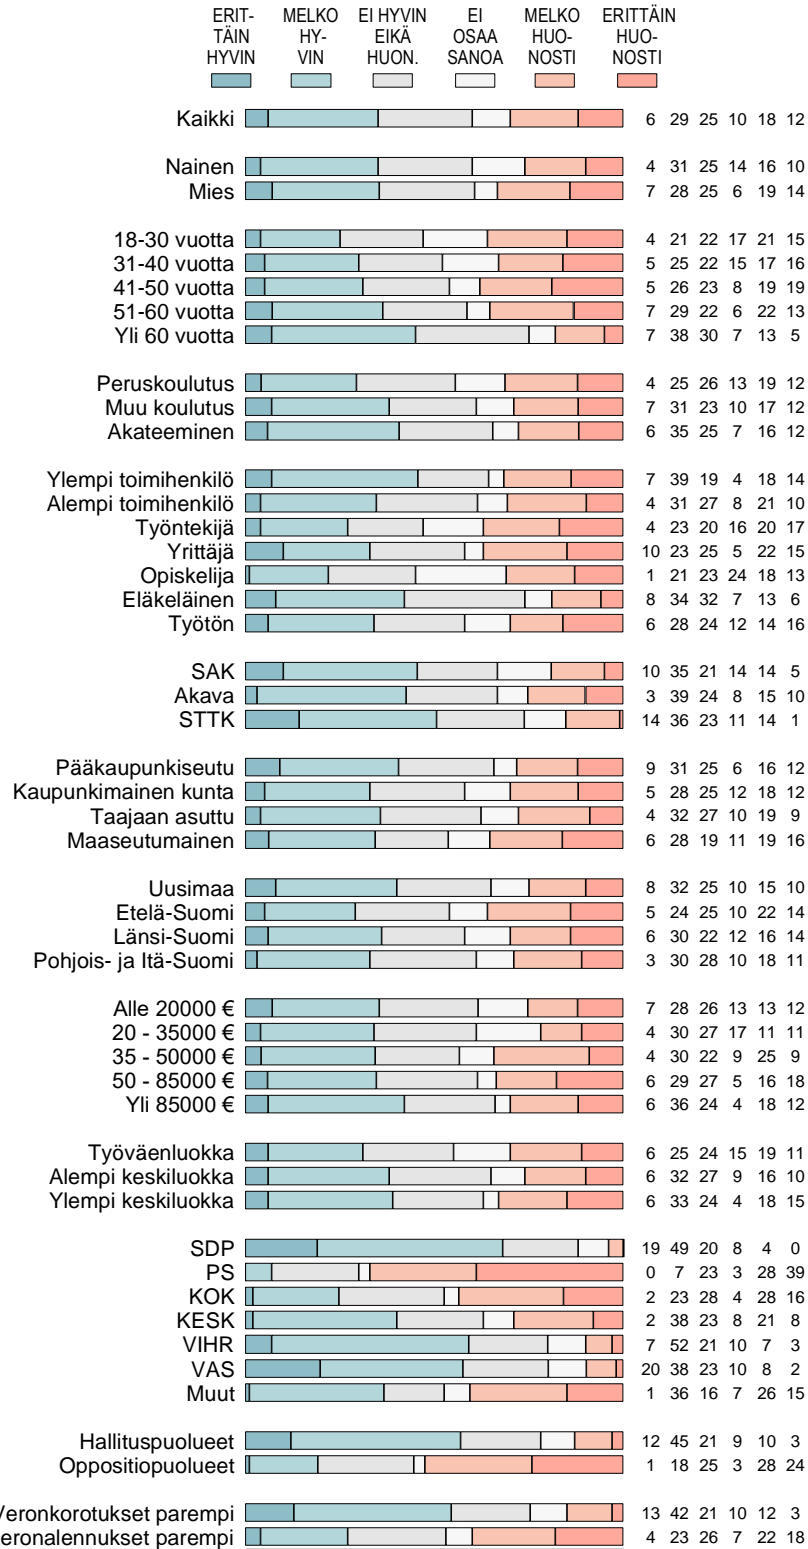 ERIT- MELKO EI HYVIN EI MELKO ERITTÄIN
TÄIN HY- EIKÄ OSAA HUO- HUO-
HYVIN VIN HUON. SANOA NOSTI NOSTI
Kaikki 6 29 25 10 18 12
Nainen 4 31 25 14 16 10
Mies 7 28 25 6 19 14
18-30 vuotta 4 21 22 17 21 15
31-40 vuotta 5 25 22 15 17 16
41-50 vuotta 5 26 23 8 19 19
51-60 vuotta 7 29 22 6 22 13
Yli 60 vuotta 7 38 30 7 13 5
Peruskoulutus 4 25 26 13 19 12
Muu koulutus 7 31 23 10 17 12
Akateeminen 6 35 25 7 16 12
Ylempi toimihenkilö 7 39 19 4 18 14
Alempi toimihenkilö 4 31 27 8 21 10
Työntekijä 4 23 20 16 20 17
Yrittäjä 10 23 25 5 22 15
Opiskelija 1 21 23 24 18 13
Eläkeläinen 8 34 32 7 13 6
Työtön 6 28 24 12 14 16
SAK 10 35 21 14 14 5
Akava 3 39 24 8 15 10
STTK 14 36 23 11 14 1
Pääkaupunkiseutu 9 31 25 6 16 12
Kaupunkimainen kunta 5 28 25 12 18 12
Taajaan asuttu 4 32 27 10 19 9
Maaseutumainen 6 28 19 11 19 16
Uusimaa 8 32 25 10 15 10
Etelä-Suomi 5 24 25 10 22 14
Länsi-Suomi 6 30 22 12 16 14
Pohjois- ja Itä-Suomi 3 30 28 10 18 11
Alle 20000 € 7 28 26 13 13 12
20 - 35000 € 4 30 27 17 11 11
35 - 50000 € 4 30 22 9 25 9
50 - 85000 € 6 29 27 5 16 18
Yli 85000 € 6 36 24 4 18 12
Työväenluokka 6 25 24 15 19 11
Alempi keskiluokka 6 32 27 9 16 10
Ylempi keskiluokka 6 33 24 4 18 15
SDP 19 49 20 8 4 0
PS 0 7 23 3 28 39
KOK 2 23 28 4 28 16
KESK 2 38 23 8 21 8
VIHR 7 52 21 10 7 3
VAS 20 38 23 10 8 2
Muut 1 36 16 7 26 15
Hallituspuolueet 12 45 21 9 10 3
Oppositiopuolueet 1 18 25 3 28 24
Veronkorotukset parempi 13 42 21 10 12 3
eronalennukset parempi 4 23 26 7 22 18